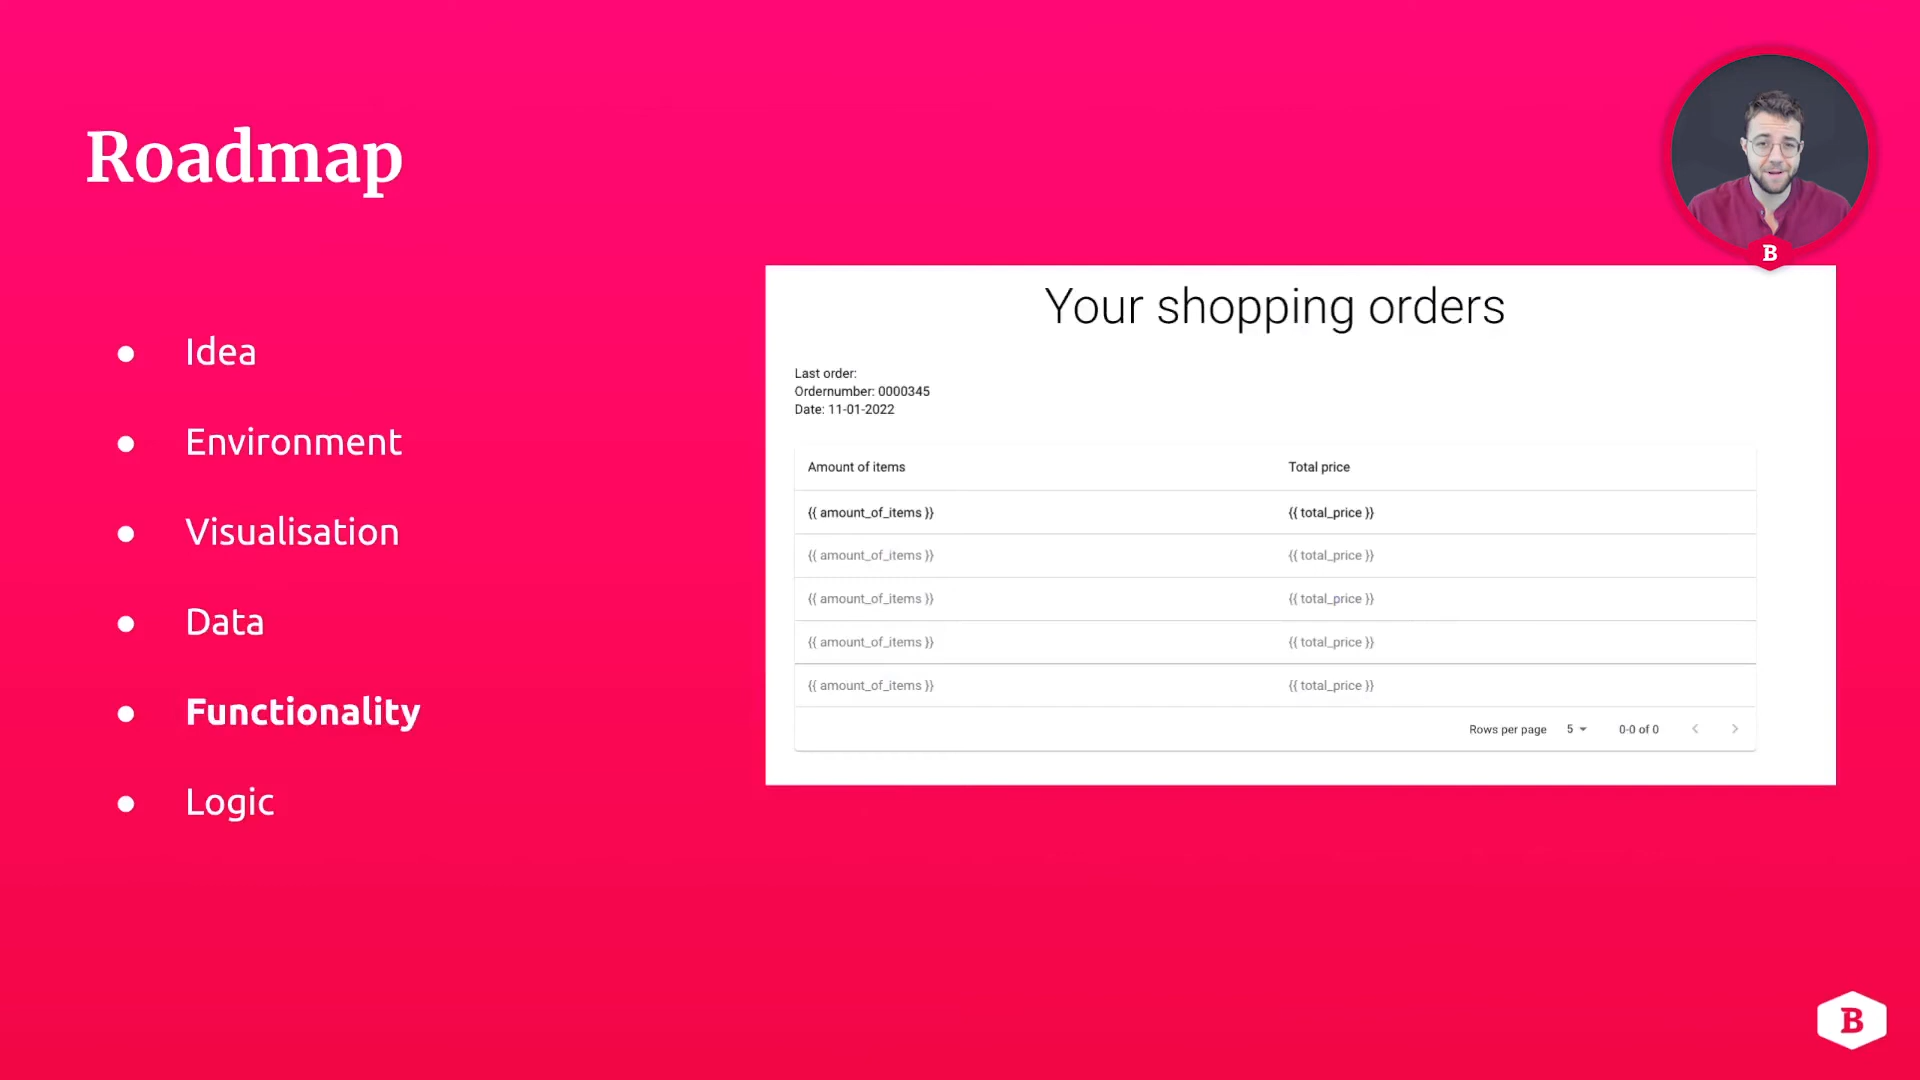 Roadmap
Idea
Environment
Visualisation
Data
Functionality
Logic
B
Your shopping orders
Last order:
Ordernumber: 0000345
Date: 11-01-2022
Amount of items Total price
{{ amount_of_items }} {{ total_price }}
{{ amount_of_items }} {{ total_price }}
{{ amount_of_items }} {{ total_price }}
{{ amount_of_items }} {{ total_price }}
{{ amount_of_items }} {{ total_price }}
Rows per page 5 0-0 of 0
B